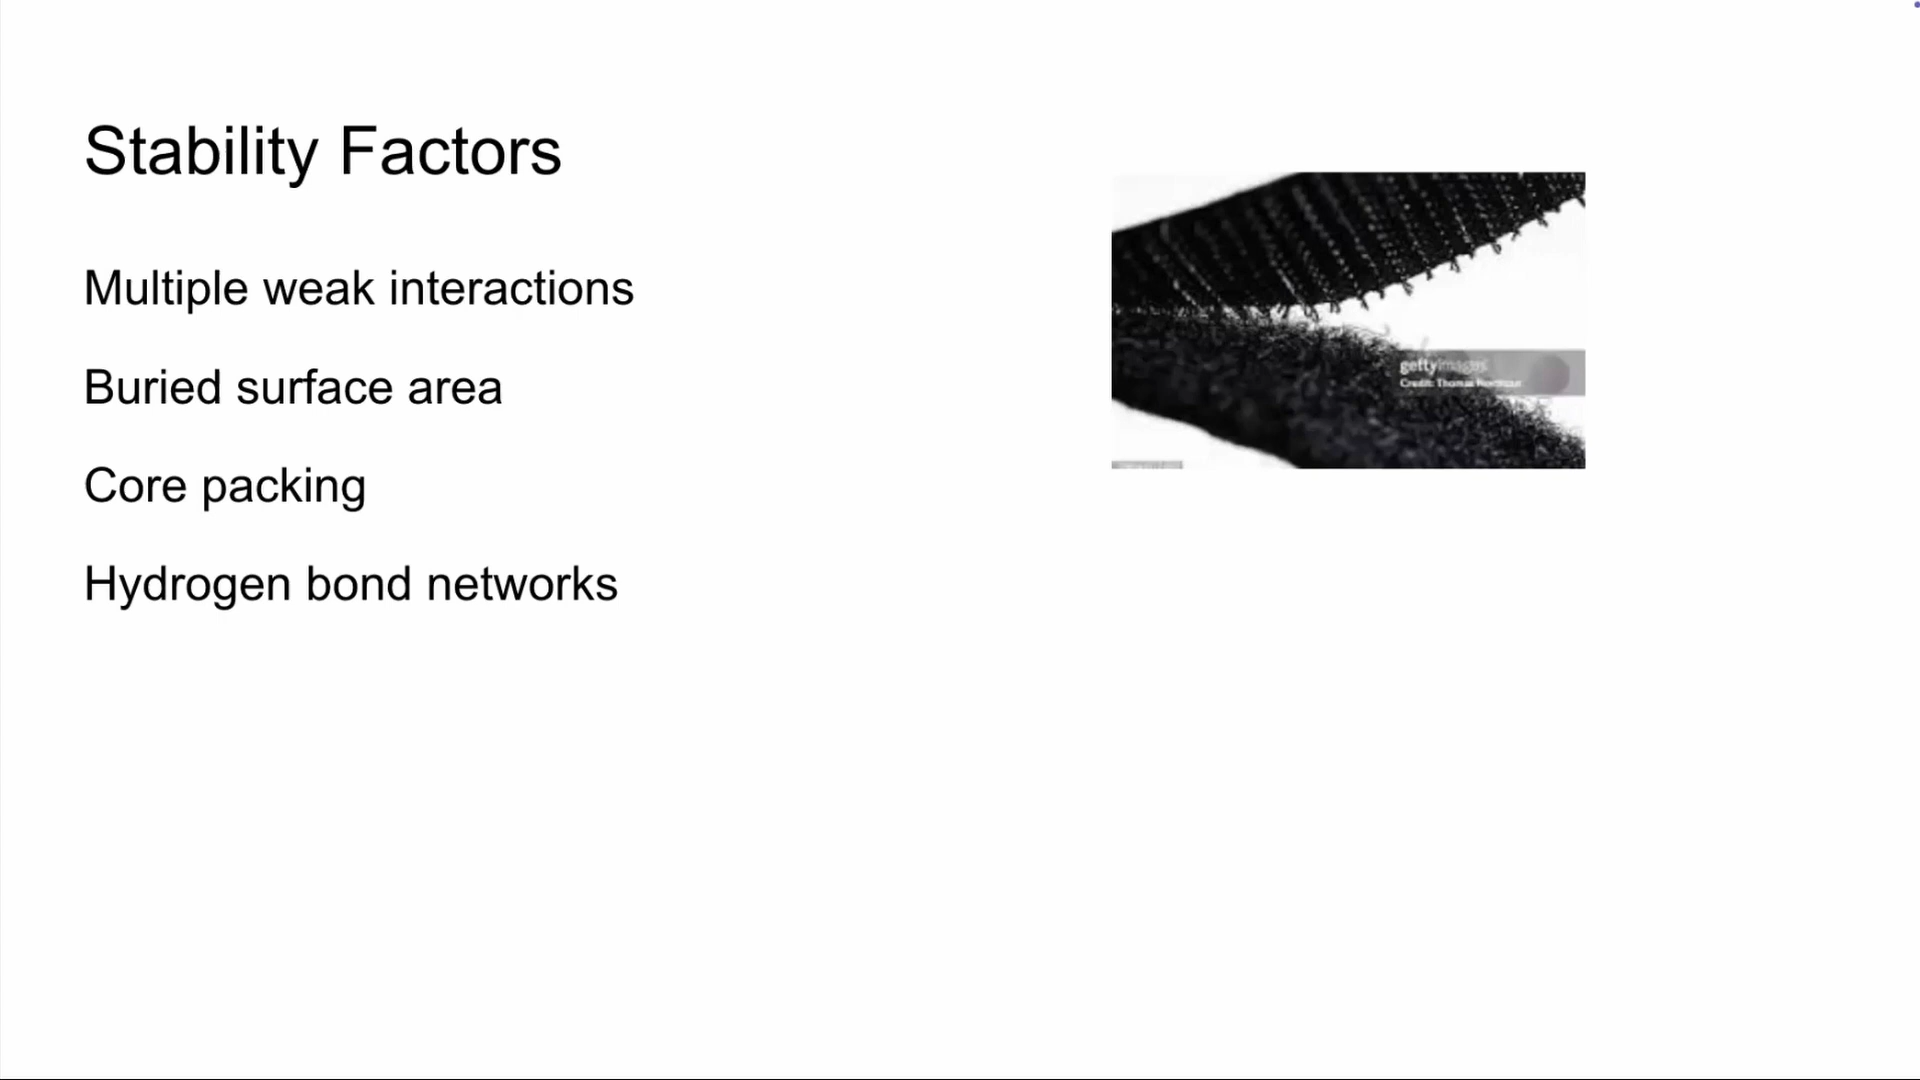 Stability Factors
Multiple weak interactions
Buried surface area
Core packing
Hydrogen bond networks
gettyimages
Credit: Thomas